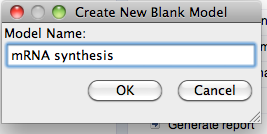 Create New Blank Model
Model Name:
mRNA synthesis
OK
Cancel
Generate report